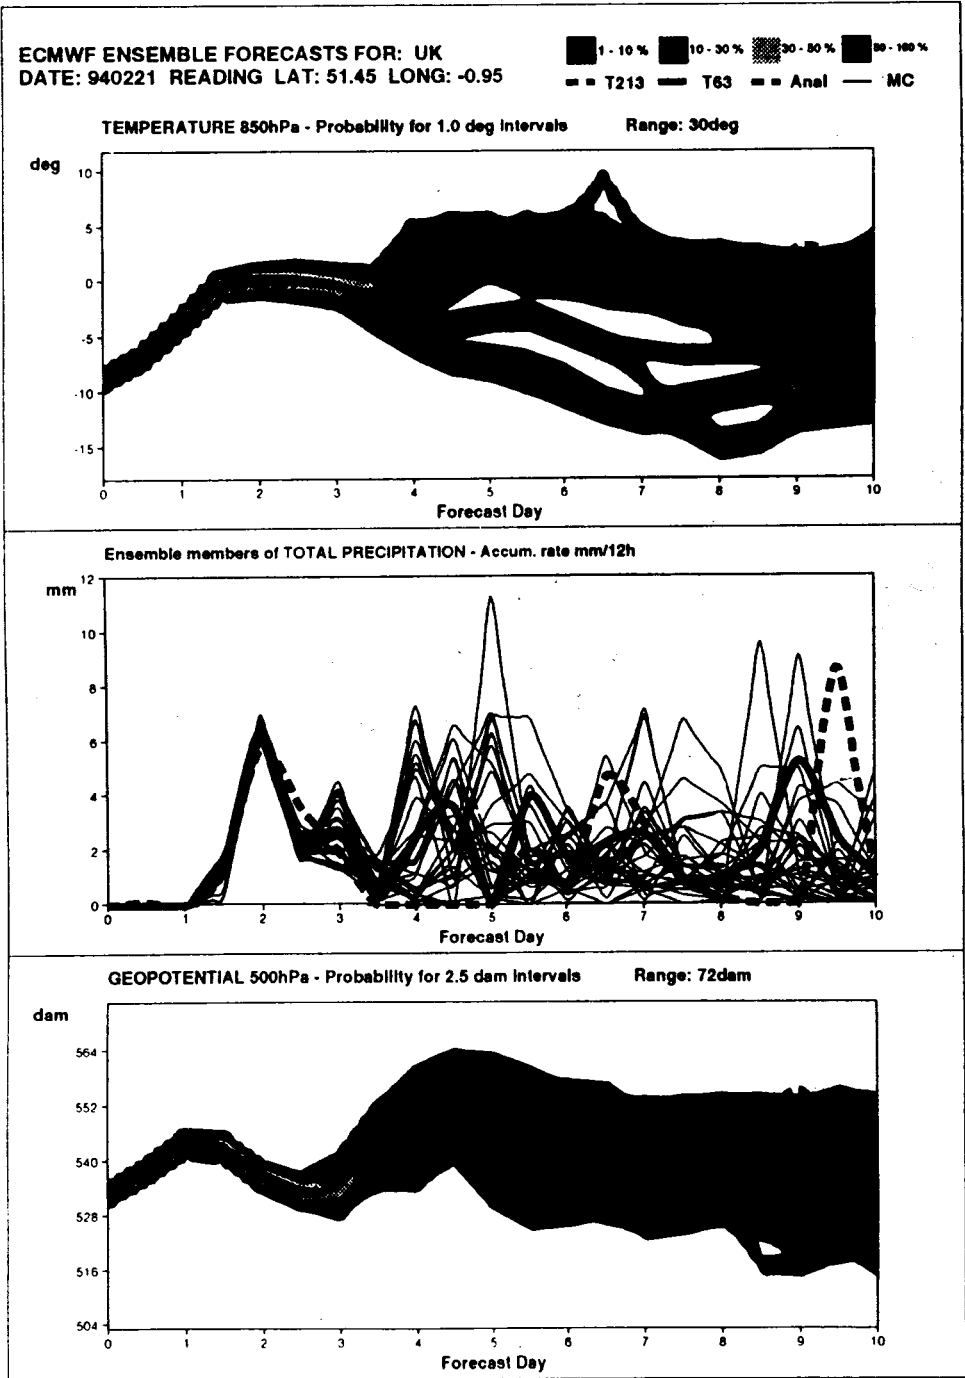 ECMWF ENSEMBLE FORECASTS FOR: UK
DATE: 940221 READING LAT: 51.45 LONG: -0.95
1 - 10 % 10 - 30 % 30 - 50 %
T213 T63 Anal MC
TEMPERATURE 850hPa - Probability for 1.0 deg Intervals Range: 30deg
deg
10
5
0
-5
-10
-15
0 1 2 3 4 5 6 7 8 9 10
Forecast Day
Ensemble members of TOTAL PRECIPITATION - Accum. rate mm/12h
mm
12
10
8
6
4
2
0
0 1 2 3 4 5 6 7 8 9 10
Forecast Day
GEOPOTENTIAL 500hPa - Probability for 2.5 dam Intervals Range: 72dam
dam
564
552
540
528
516
504
0 1 2 3 4 5 6 7 8 9 10
Forecast Day